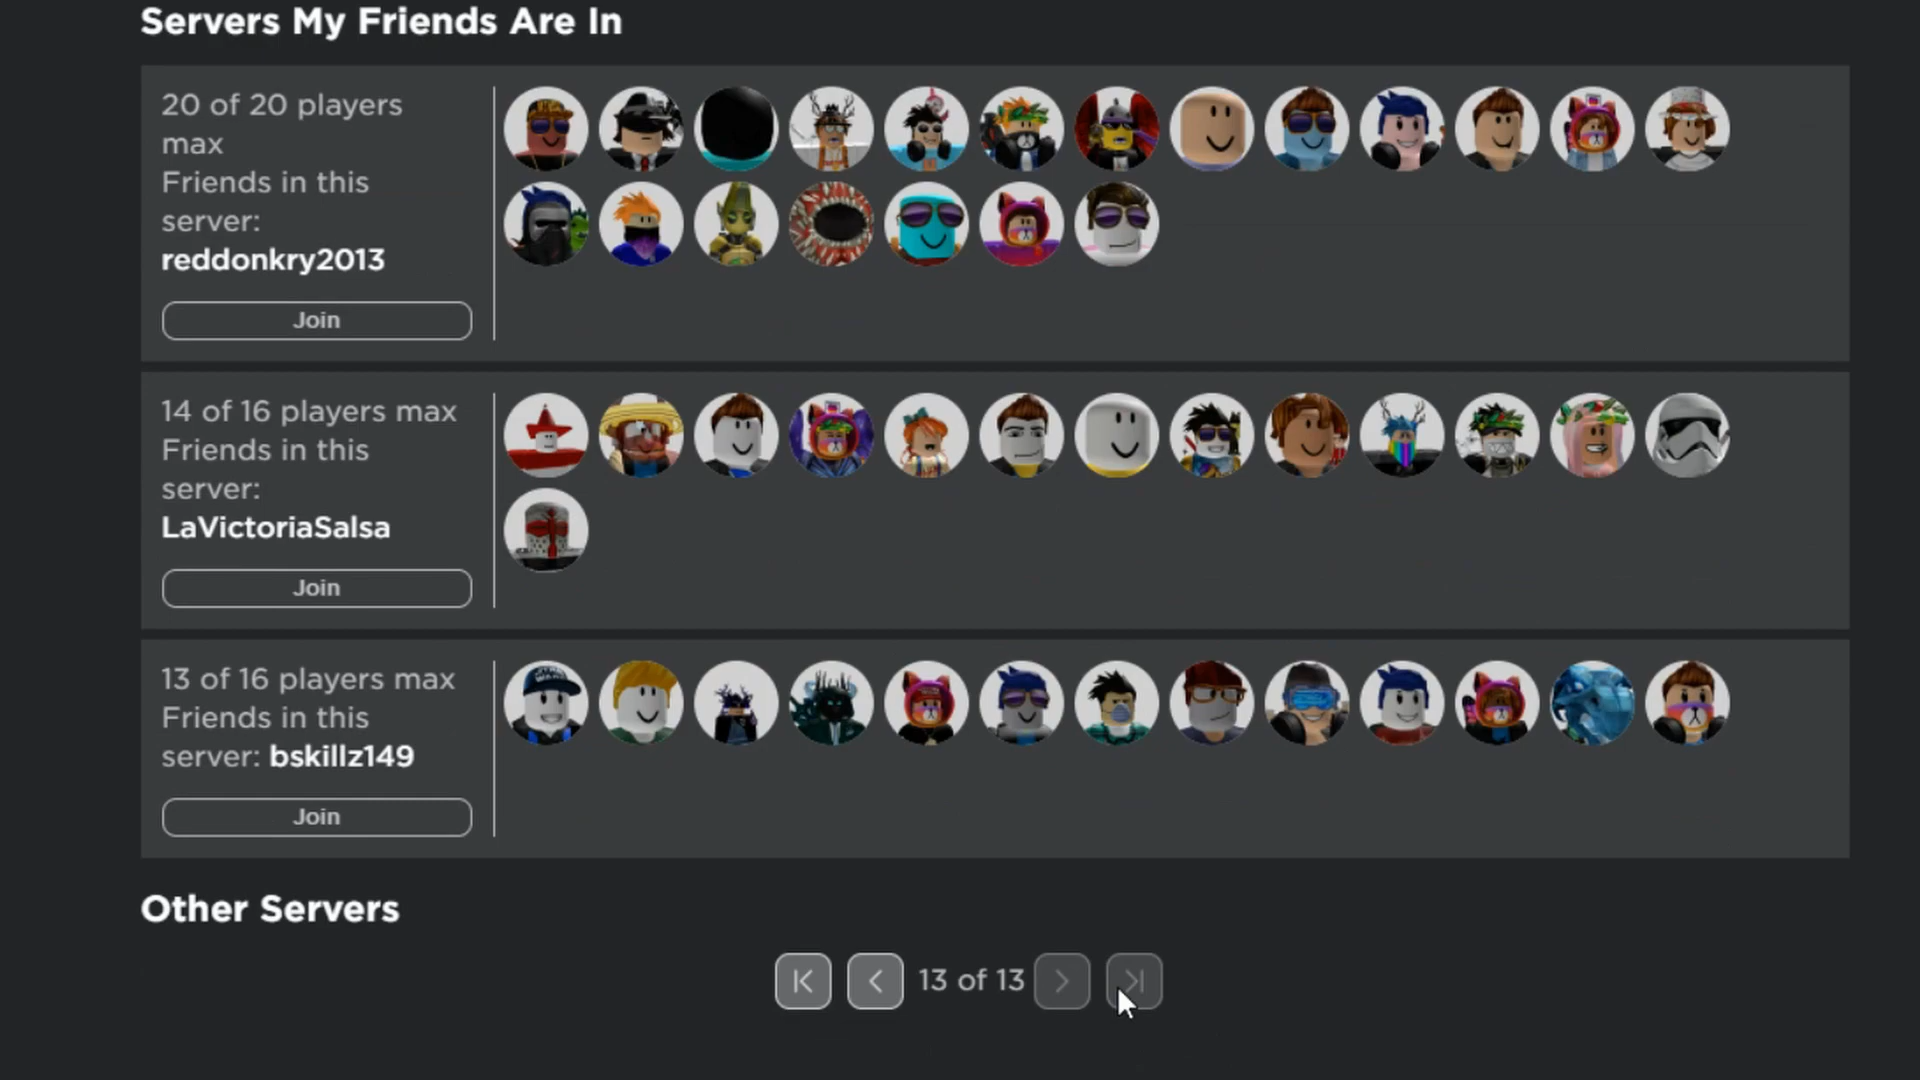 Servers My Friends Are In
20 of 20 players
max
Friends in this
server:
reddonkry2013
Join
14 of 16 players max
Friends in this
server:
LaVictoriaSalsa
Join
13 of 16 players max
Friends in this
server: bskillz149
Join
Other Servers
13 of 13